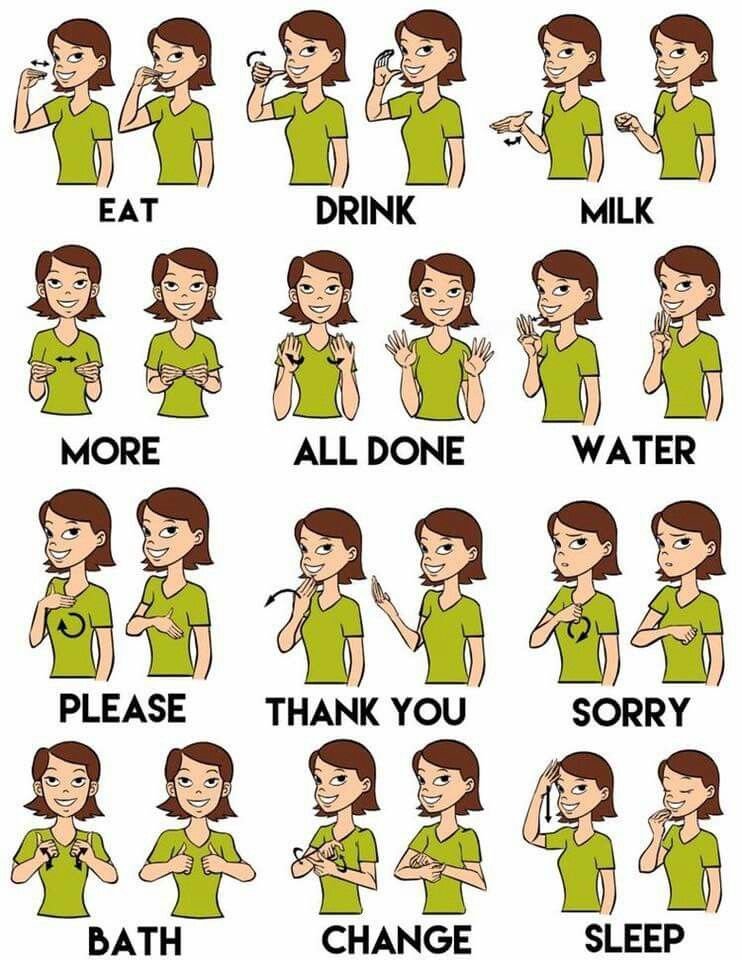 EAT DRINK MILK
MORE ALL DONE WATER
PLEASE THANK YOU SORRY
BATH CHANGE SLEEP